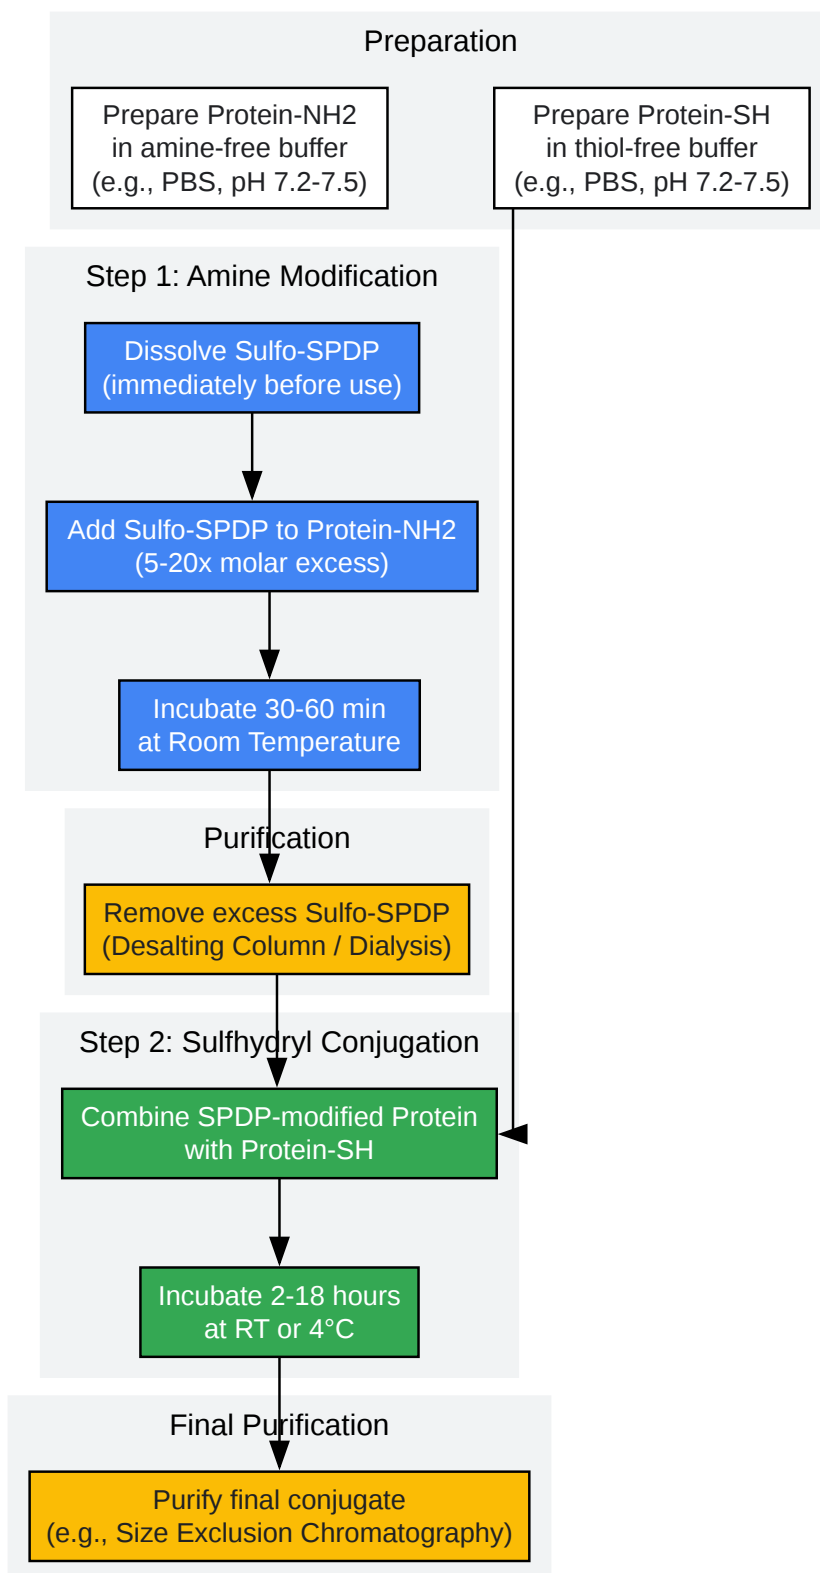 Preparation
Prepare Protein-NH2
in amine-free buffer
(e.g., PBS, pH 7.2-7.5)
Prepare Protein-SH
in thiol-free buffer
(e.g., PBS, pH 7.2-7.5)
Step 1: Amine Modification
Dissolve Sulfo-SPDP
(immediately before use)
Add Sulfo-SPDP to Protein-NH2
(5-20x molar excess)
Incubate 30-60 min
at Room Temperature
Purification
Remove excess Sulfo-SPDP
(Desalting Column / Dialysis)
Step 2: Sulfhydryl Conjugation
Combine SPDP-modified Protein
with Protein-SH
Incubate 2-18 hours
at RT or 4°C
Final Purification
Purify final conjugate
(e.g., Size Exclusion Chromatography)